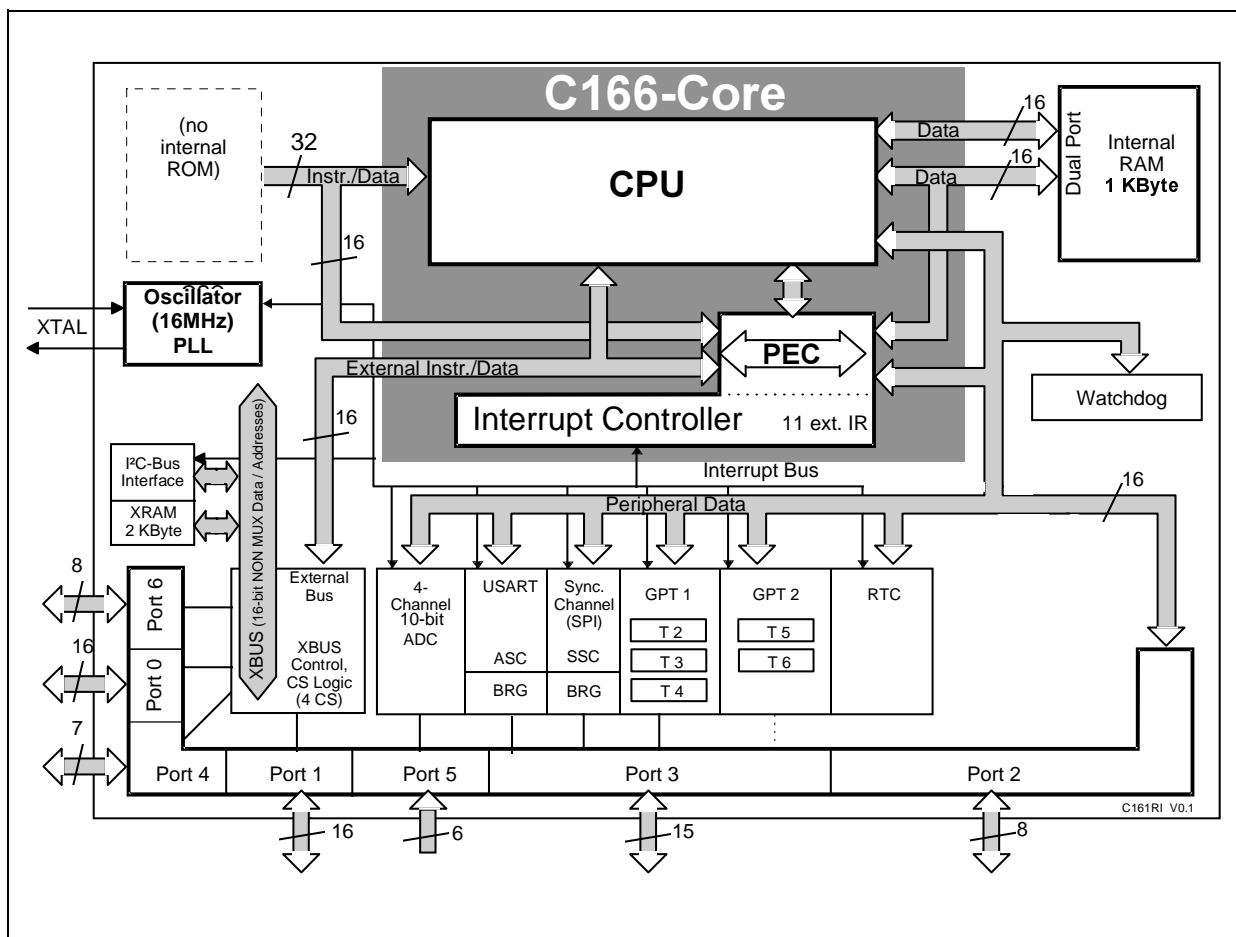 C166-Core
(no
internal
ROM)
32
Instr./Data
CPU
Data
16
Data
16
Dual Port
Internal
RAM
1 KByte
16
Oscillator
(16MHz)
PLL
XTAL
PEC
External Instr./Data
Interrupt Controller
11 ext. IR
Watchdog
16
XBUS (16-bit NON MUX Data / Addresses)
I²C-Bus
Interface
XRAM
2 KByte
Interrupt Bus
Peripheral Data
16
8
Port 6
16
Port 0
7
External
Bus
XBUS
Control,
CS Logic
(4 CS)
4-
Channel
10-bit
ADC
USART
ASC
BRG
Sync.
Channel
(SPI)
SSC
BRG
GPT 1
T 2
T 3
T 4
GPT 2
T 5
T 6
RTC
Port 4
Port 1
Port 5
Port 3
Port 2
C161RI V0.1
16
6
15
8